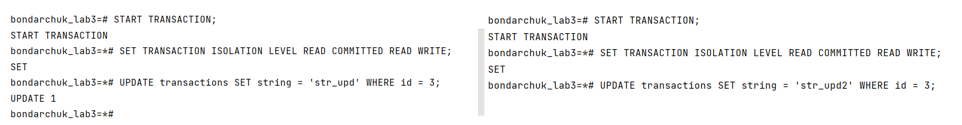 bondarchuk_lab3=# START TRANSACTION;
START TRANSACTION
bondarchuk_lab3=*# SET TRANSACTION ISOLATION LEVEL READ COMMITTED READ WRITE;
SET
bondarchuk_lab3=*# UPDATE transactions SET string = 'str_upd' WHERE id = 3;
UPDATE 1
bondarchuk_lab3=*#
bondarchuk_lab3=# START TRANSACTION;
START TRANSACTION
bondarchuk_lab3=*# SET TRANSACTION ISOLATION LEVEL READ COMMITTED READ WRITE;
SET
bondarchuk_lab3=*# UPDATE transactions SET string = 'str_upd2' WHERE id = 3;